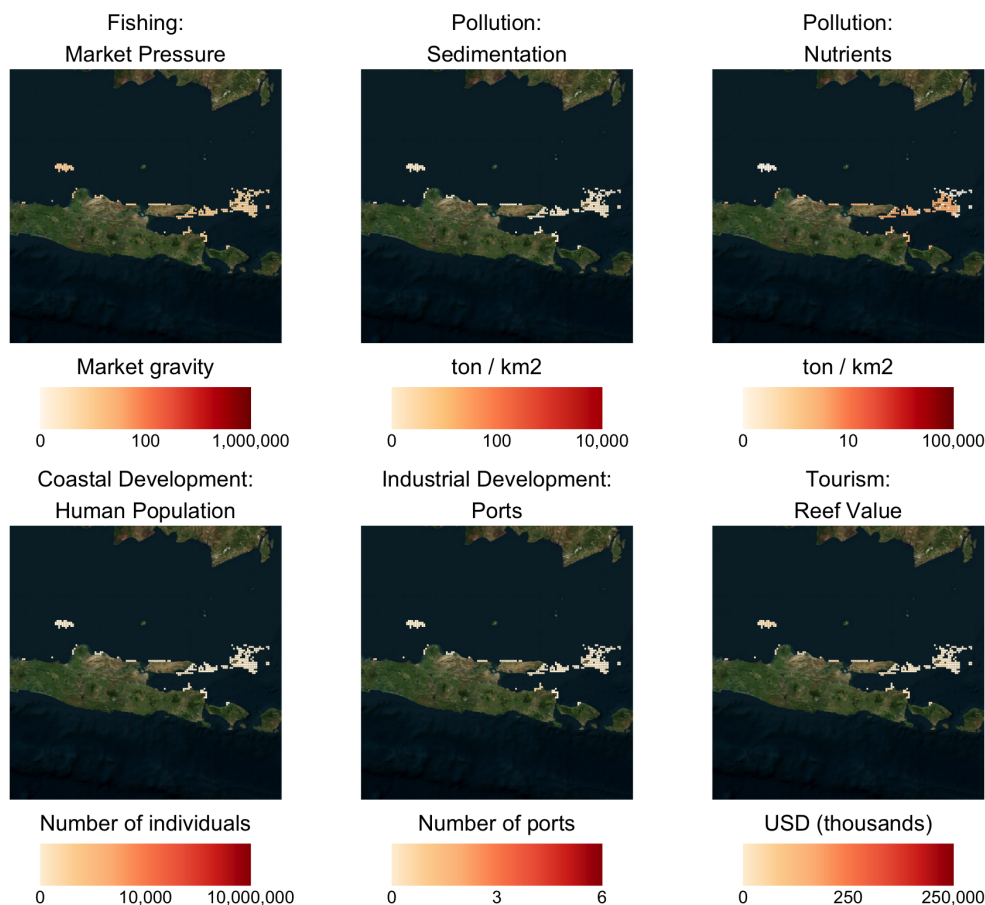 Fishing:
Market Pressure
Pollution:
Sedimentation
Pollution:
Nutrients
Market gravity
0 100 1,000,000
ton / km2
0 100 10,000
ton / km2
0 10 100,000
Coastal Development:
Human Population
Industrial Development:
Ports
Tourism:
Reef Value
Number of individuals
0 10,000 10,000,000
Number of ports
0 3 6
USD (thousands)
0 250 250,000